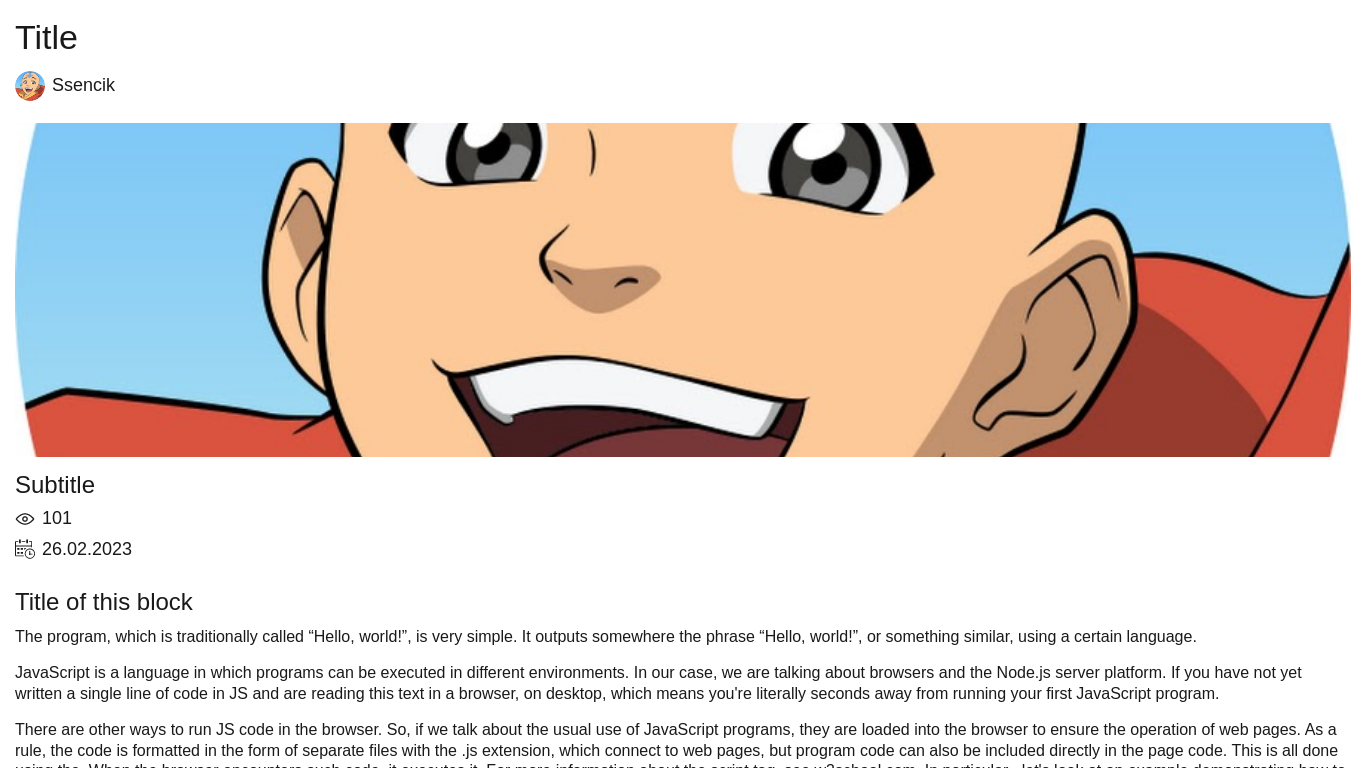 Title
Ssencik
Subtitle
101
26.02.2023
Title of this block
The program, which is traditionally called “Hello, world!”, is very simple. It outputs somewhere the phrase “Hello, world!”, or something similar, using a certain language.
JavaScript is a language in which programs can be executed in different environments. In our case, we are talking about browsers and the Node.js server platform. If you have not yet
written a single line of code in JS and are reading this text in a browser, on desktop, which means you're literally seconds away from running your first JavaScript program.
There are other ways to run JS code in the browser. So, if we talk about the usual use of JavaScript programs, they are loaded into the browser to ensure the operation of web pages. As a
rule, the code is formatted in the form of separate files with the .js extension, which connect to web pages, but program code can also be included directly in the page code. This is all done